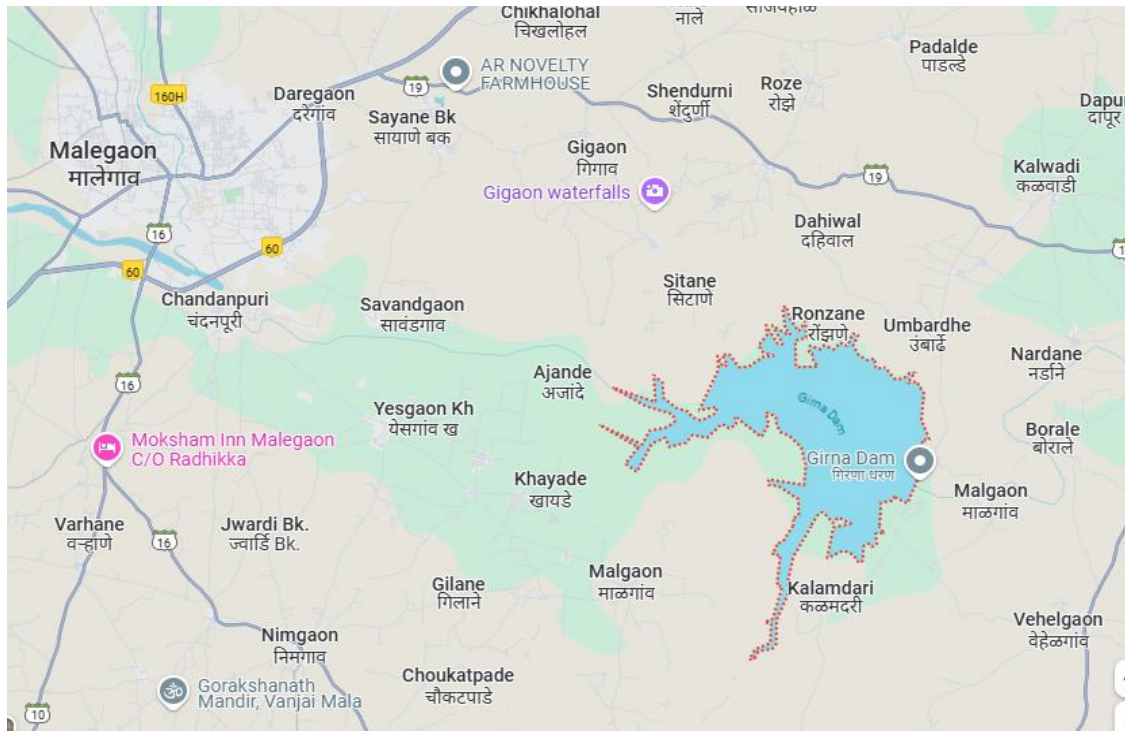 Chikhalohal
चिखलोहल
नाले
Padalde
पाडल्डे
AR NOVELTY
FARMHOUSE
19
160H
Daregaon
दरेगांव
Sayane Bk
सायाणे बक
Shendurni
शेंदुर्णी
Roze
रोझे
Dapur
दापूर
Malegaon
मालेगाव
Gigaon
गिगाव
Gigaon waterfalls
19
Kalwadi
कळवाडी
Dahiwal
दहिवाल
16
60
60
Sitane
सिटाणे
Chandanpuri
चंदनपूरी
Savandgaon
सावंडगाव
Ronzane
रोंझणे
Umbardhe
उंबार्ढे
Nardane
नर्डाने
Ajande
अजांदे
16
Girna Dam
Yesgaon Kh
येसगांव ख
Borale
बोराले
Moksham Inn Malegaon
C/O Radhikka
Girna Dam
गिरणा धरण
Khayade
खायडे
Malgaon
माळगांव
Varhane
वऱ्हाणे
Jwardi Bk.
ज्वार्डि Bk.
16
Gilane
गिलाने
Malgaon
माळगांव
Kalamdari
कळमदरी
Vehelgaon
वेहेळगांव
Nimgaon
निमगाव
Choukatpade
चौकटपाडे
Gorakshanath
Mandir, Vanjai Mala
10